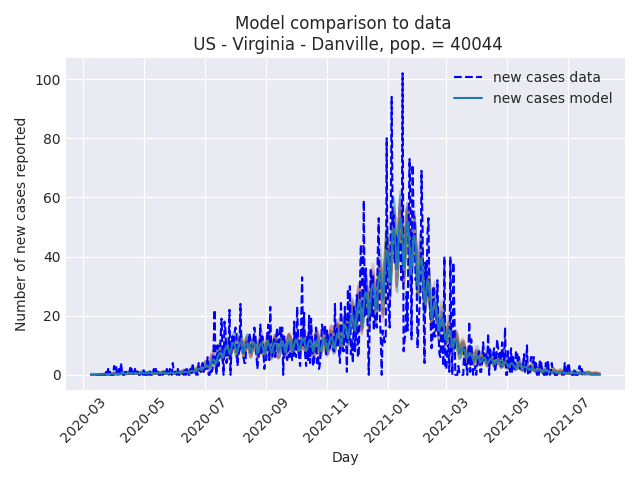 Model comparison to data
US - Virginia - Danville, pop. = 40044
new cases data
new cases model
Number of new cases reported
100
80
60
40
20
0
2020-03
2020-05
2020-07
2020-09
2020-11
2021-01
2021-03
2021-05
2021-07
Day